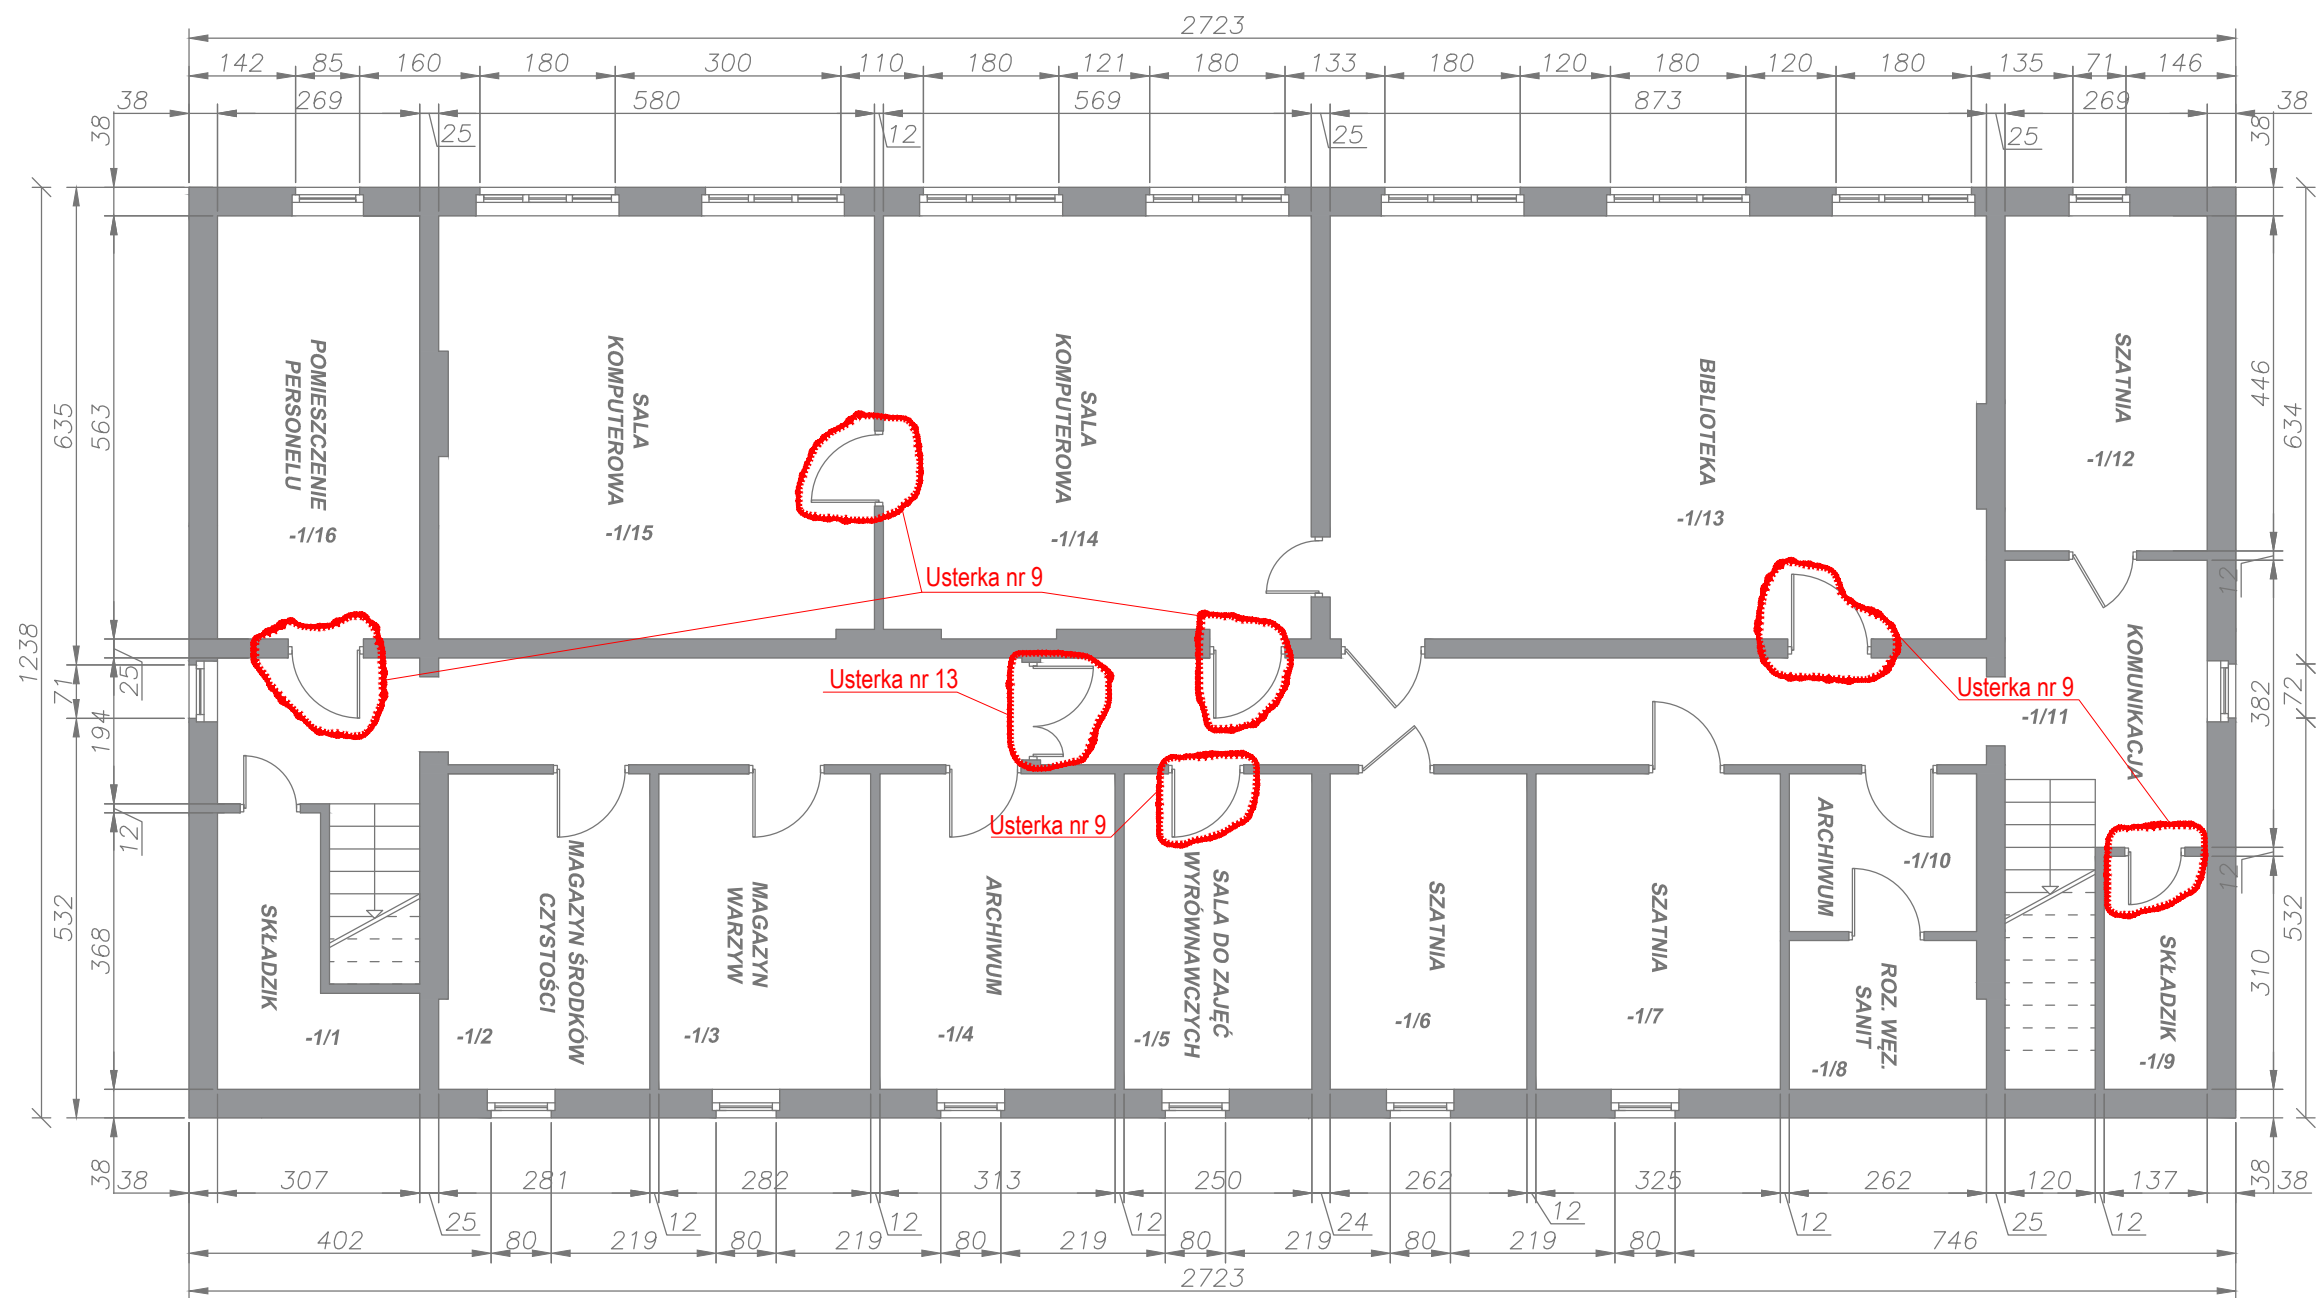 2723
142 85 160 180 300 110 180 121 180 133 180 120 180 120 180 135 71 146
38 269 580 569 873 269 38
25 12 25 25
38
635
563
1238
25
71
194
12
532
368
38
38
446
634
12
382
72
12
532
310
38
POMIESZCZENIE
PERSONELU
-1/16
SALA
KOMPUTEROWA
-1/15
SALA
KOMPUTEROWA
-1/14
BIBLIOTEKA
-1/13
SZATNIA
-1/12
Usterka nr 9
Usterka nr 13
Usterka nr 9
Usterka nr 9
KOMUNIKACJA
-1/11
SKŁADZIK
-1/1
MAGAZYN ŚRODKÓW
CZYSTOŚCI
-1/2
MAGAZYN
WARZYW
-1/3
ARCHIWUM
-1/4
SALA DO ZAJĘĆ
WYRÓWNAWCZYCH
-1/5
SZATNIA
-1/6
SZATNIA
-1/7
ARCHIWUM
-1/10
ROZ. WĘZ.
SANIT
-1/8
SKŁADZIK
-1/9
38 307 281 282 313 250 262 325 262 120 137 38
25 12 12 12 24 12 12 25 12
402 80 219 80 219 80 219 80 219 80 219 80 746
2723